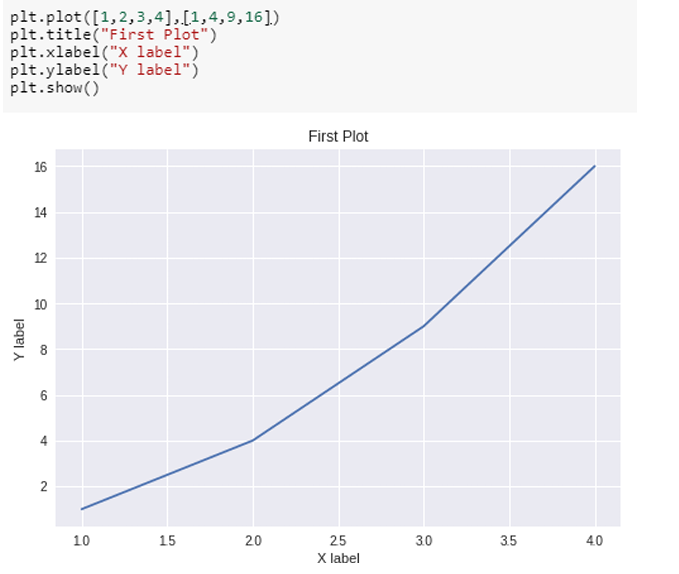 plt.plot([1,2,3,4],[1,4,9,16])
plt.title("First Plot")
plt.xlabel("X label")
plt.ylabel("Y label")
plt.show()
First Plot
16
14
12
10
8
6
4
2
Y label
1.0 1.5 2.0 2.5 3.0 3.5 4.0
X label